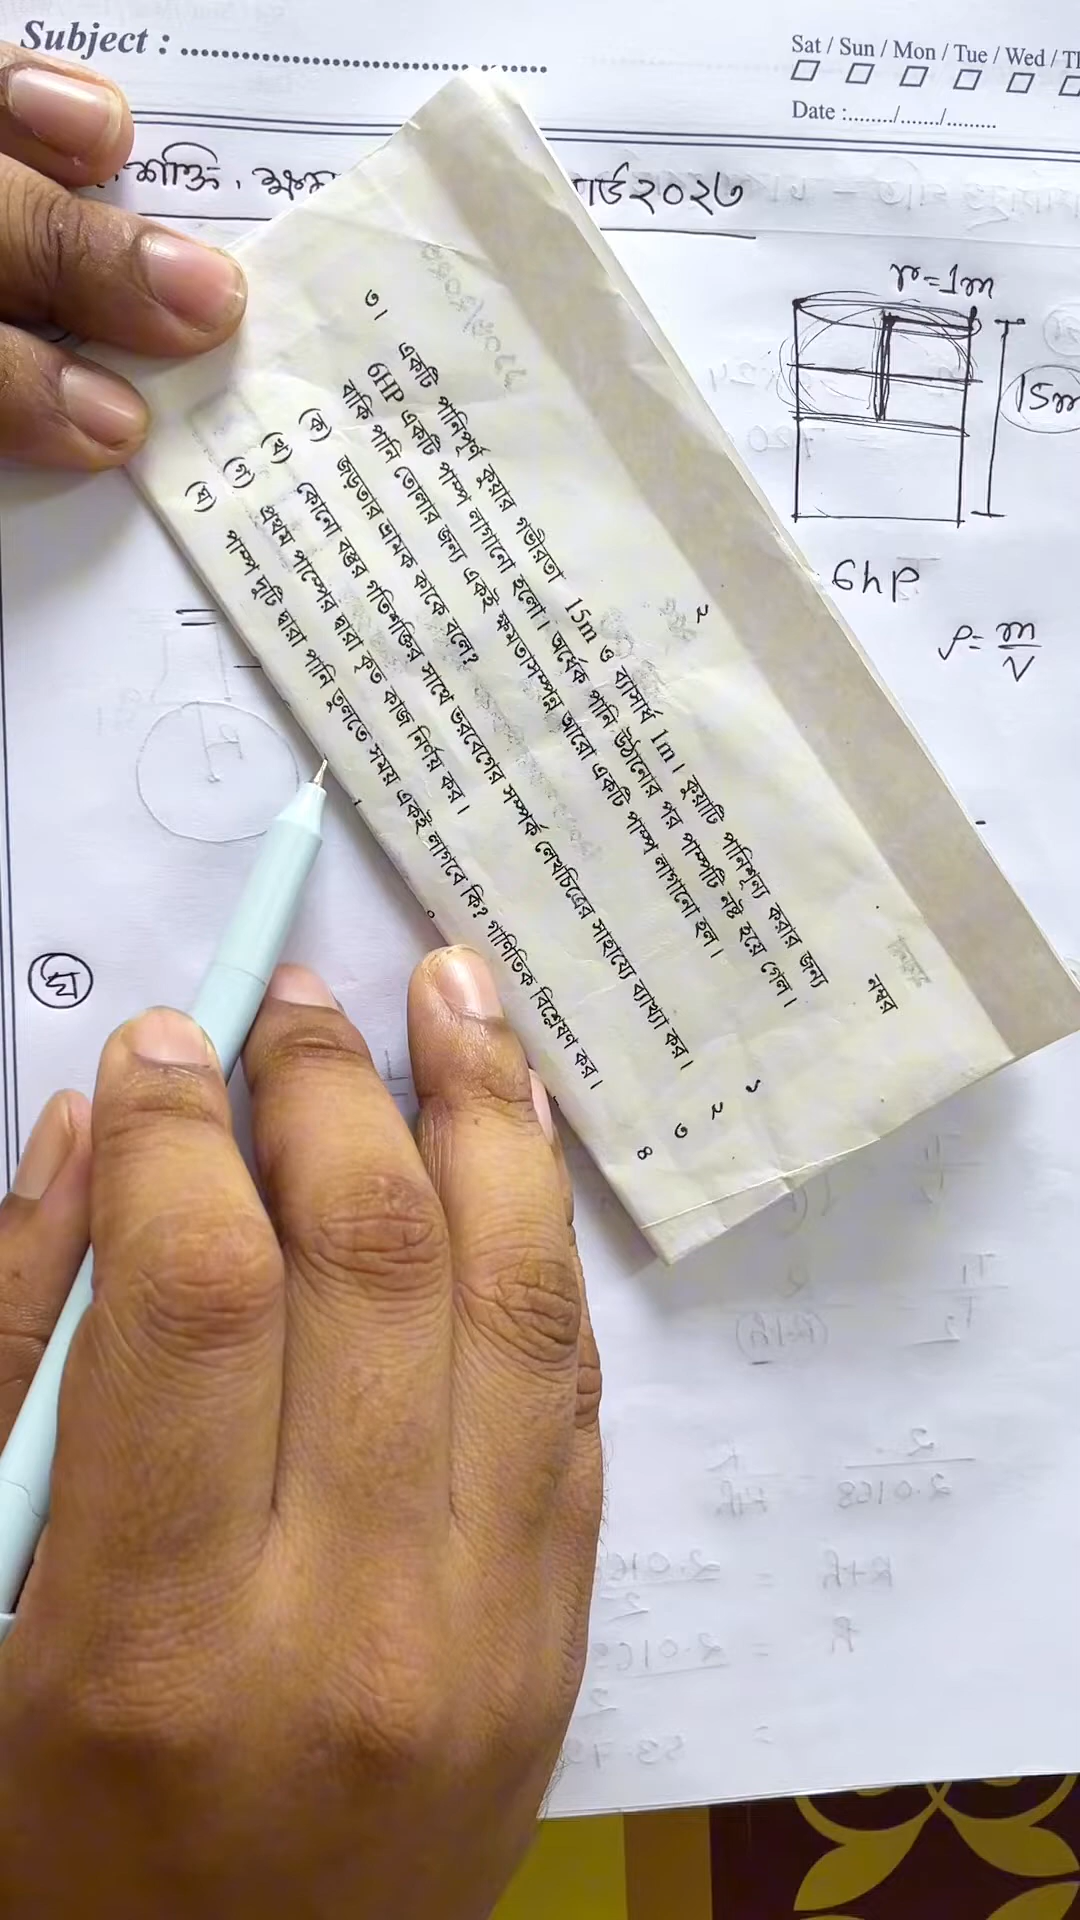 Subject :
Sat / Sun / Mon / Tue / Wed /
Date :......../......./.........
শক্তি,
২০২৩
r=1m
15m
6hp
ρ = m/V
নম্বর
৩। একটি পানিপূর্ণ কুয়ার গভীরতা 15m ও ব্যাসার্ধ 1m। কুয়াটি পানিশূন্য করার জন্য
6HP একটি পাম্প লাগানো হলো। অর্ধেক পানি উঠানোর পর পাম্পটি নষ্ট হয়ে গেল।
বাকি পানি তোলার জন্য একই ক্ষমতাসম্পন্ন আরো একটি পাম্প লাগানো হল।
(ক) জড়তার ভ্রামক কাকে বলে? ১
(খ) কোনো বস্তুর গতিশক্তির সাথে ভরবেগের সম্পর্ক লেখচিত্রের সাহায্যে ব্যাখ্যা কর। ২
(গ) প্রথম পাম্পের দ্বারা কৃত কাজ নির্ণয় কর। ৩
(ঘ) পাম্প দুটি দ্বারা পানি তুলতে সময় একই লাগবে কি? গাণিতিক বিশ্লেষণ কর। ৪
=
ঘ